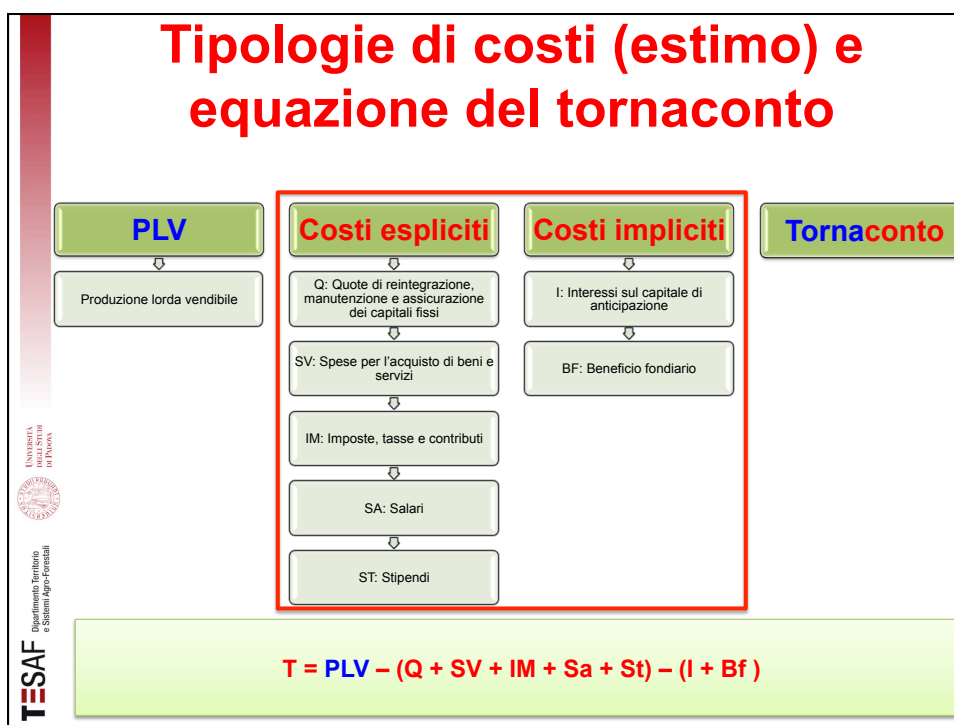 Tipologie di costi (estimo) e
equazione del tornaconto
PLV
Produzione lorda vendibile
Costi espliciti
Q: Quote di reintegrazione,
manutenzione e assicurazione
dei capitali fissi
SV: Spese per l'acquisto di beni e
servizi
IM: Imposte, tasse e contributi
SA: Salari
ST: Stipendi
Costi impliciti
I: Interessi sul capitale di
anticipazione
BF: Beneficio fondiario
Tornaconto
T = PLV – (Q + SV + IM + Sa + St) – (I + Bf )
UNIVERSITÀ
DEGLI STUDI
DI PADOVA
TESAF
Dipartimento Territorio
e Sistemi Agro-Forestali